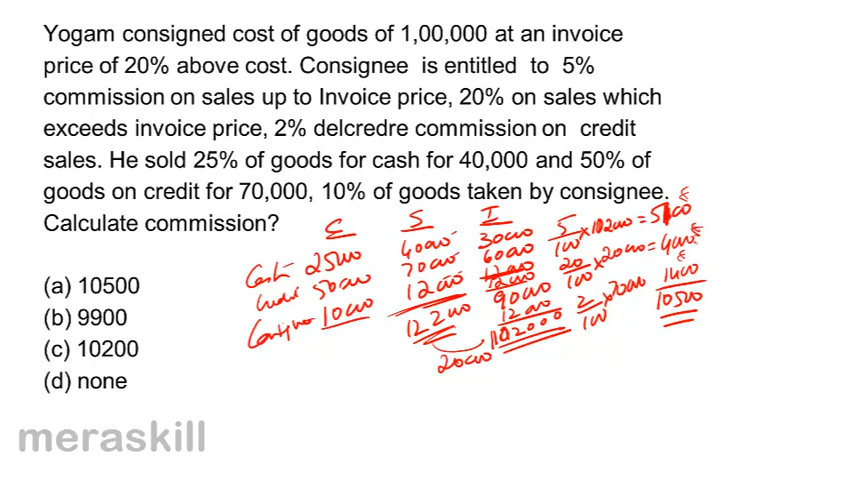 Yogam consigned cost of goods of 1,00,000 at an invoice
price of 20% above cost. Consignee is entitled to 5%
commission on sales up to Invoice price, 20% on sales which
exceeds invoice price, 2% delcredre commission on credit
sales. He sold 25% of goods for cash for 40,000 and 50% of
goods on credit for 70,000, 10% of goods taken by consignee.
Calculate commission?
C S I
Cash 25000 40000 30000 5/100 × 102000 = 5100
50000 70000 60000 20/100 × 20000 = 4000
10000 12000 12000 2/100 × 70000 1400
12000
90000
12000
122000 102000 10500
20000
(a) 10500
(b) 9900
(c) 10200
(d) none
meraskill